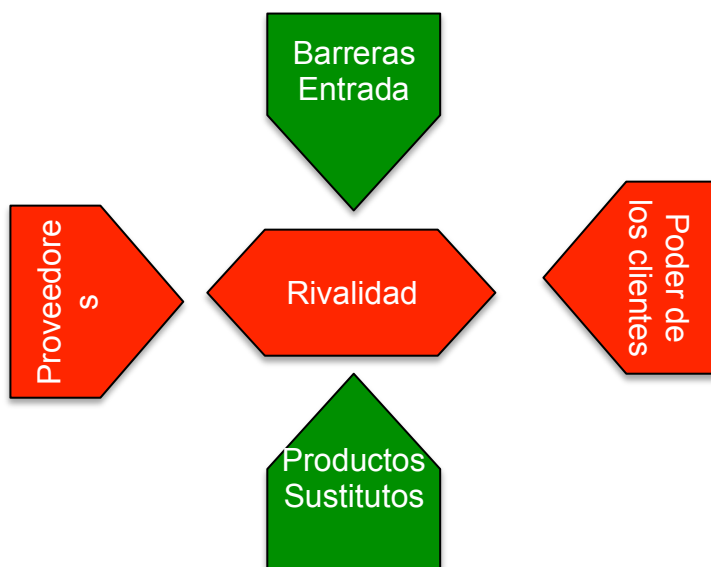 Barreras
Entrada
Proveedore
s
Rivalidad
Poder de
los clientes
Productos
Sustitutos